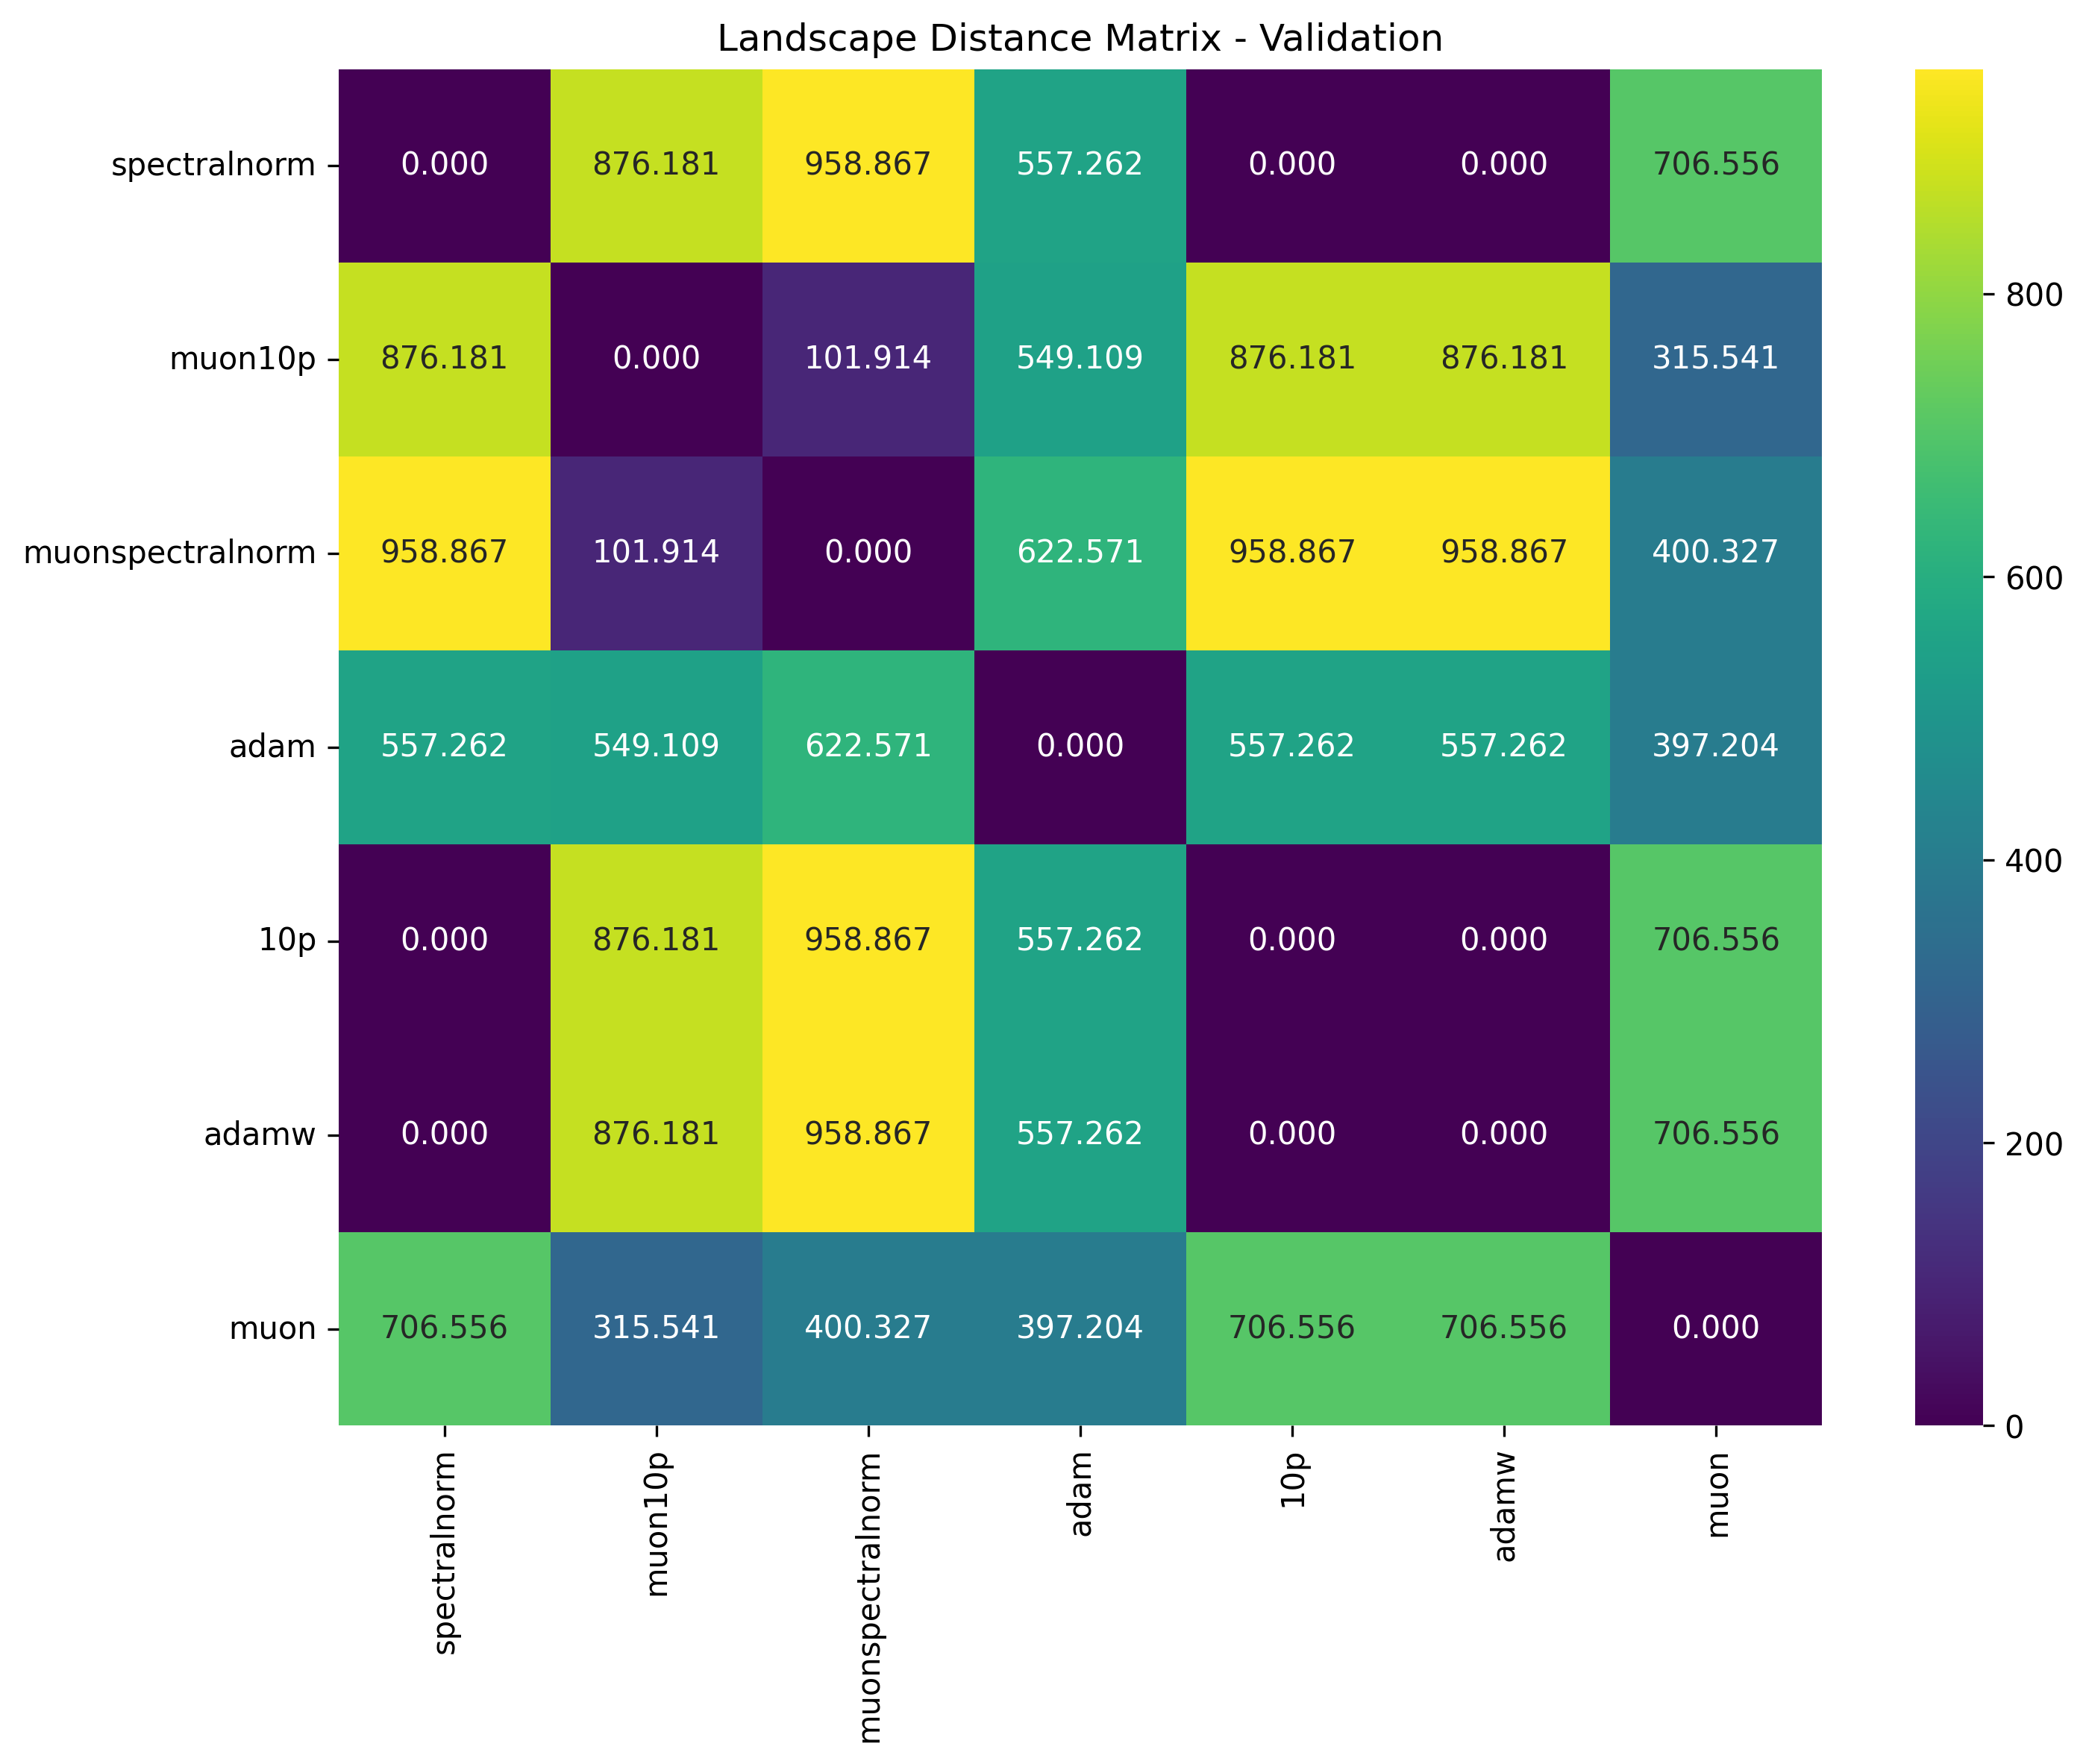 Landscape Distance Matrix - Validation
spectralnorm 0.000 876.181 958.867 557.262 0.000 0.000 706.556
muon10p 876.181 0.000 101.914 549.109 876.181 876.181 315.541
muonspectralnorm 958.867 101.914 0.000 622.571 958.867 958.867 400.327
adam 557.262 549.109 622.571 0.000 557.262 557.262 397.204
10p 0.000 876.181 958.867 557.262 0.000 0.000 706.556
adamw 0.000 876.181 958.867 557.262 0.000 0.000 706.556
muon 706.556 315.541 400.327 397.204 706.556 706.556 0.000
spectralnorm
muon10p
muonspectralnorm
adam
10p
adamw
muon
800
600
400
200
0